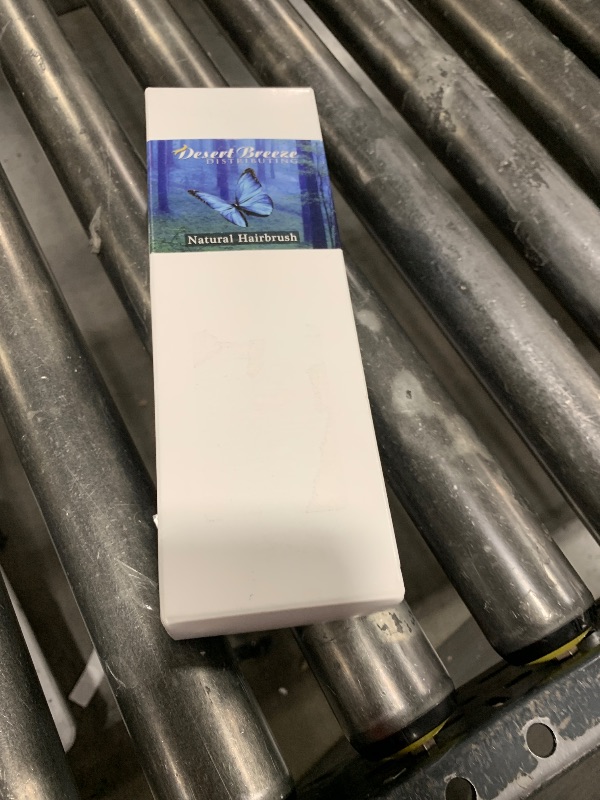 Desert Breeze
DISTRIBUTING
Natural Hairbrush